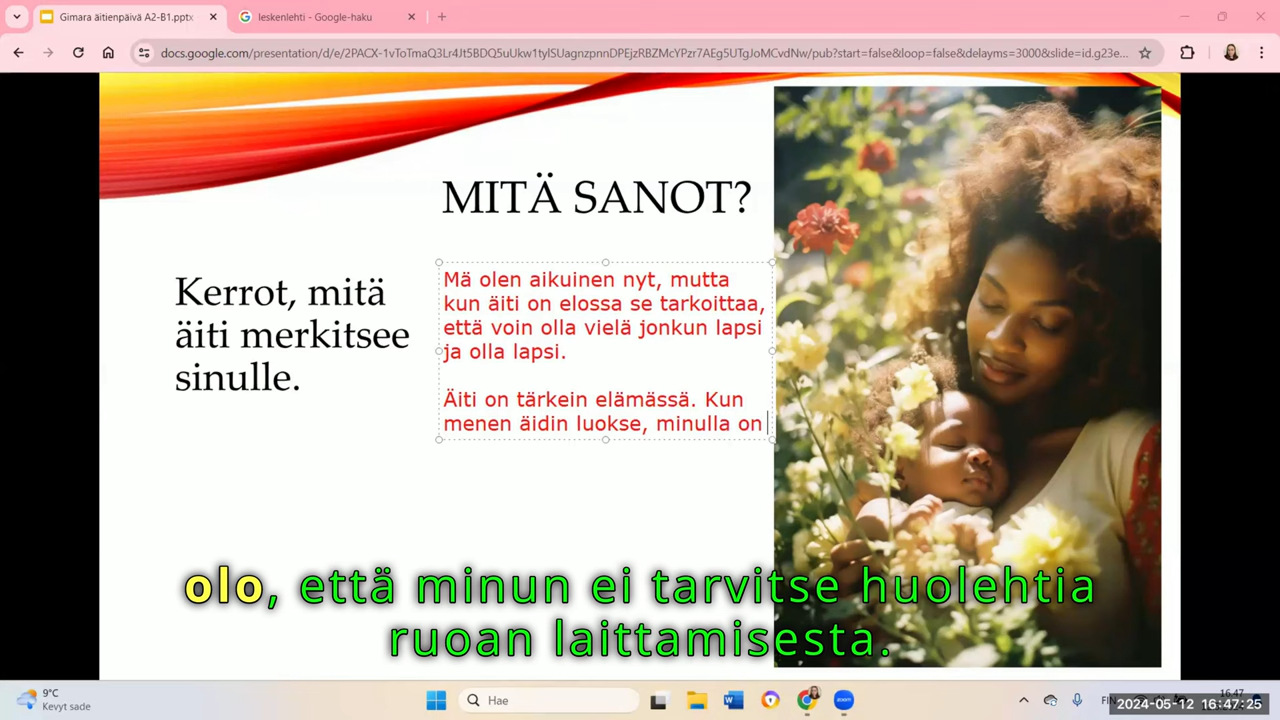 Gimara äitienpäivä A2-B1.pptx
leskenlehti - Google-haku
docs.google.com/presentation/d/e/2PACX-1vToTmaQ3Lr4Jt5BDQ5uUkw1tylSUagnzpnnDPEjzRBZMcYPzr7AEg5UTgJoMCvdNw/pub?start=false&loop=false&delayms=3000&slide=id.g23e...
MITÄ SANOT?
Kerrot, mitä
äiti merkitsee
sinulle.
Mä olen aikuinen nyt, mutta
kun äiti on elossa se tarkoittaa,
että voin olla vielä jonkun lapsi
ja olla lapsi.
Äiti on tärkein elämässä. Kun
menen äidin luokse, minulla on
olo, että minun ei tarvitse huolehtia
ruoan laittamisesta.
9°C
Kevyt sade
Hae
zoom
FIN
16.47
2024-05-12 16:47:25